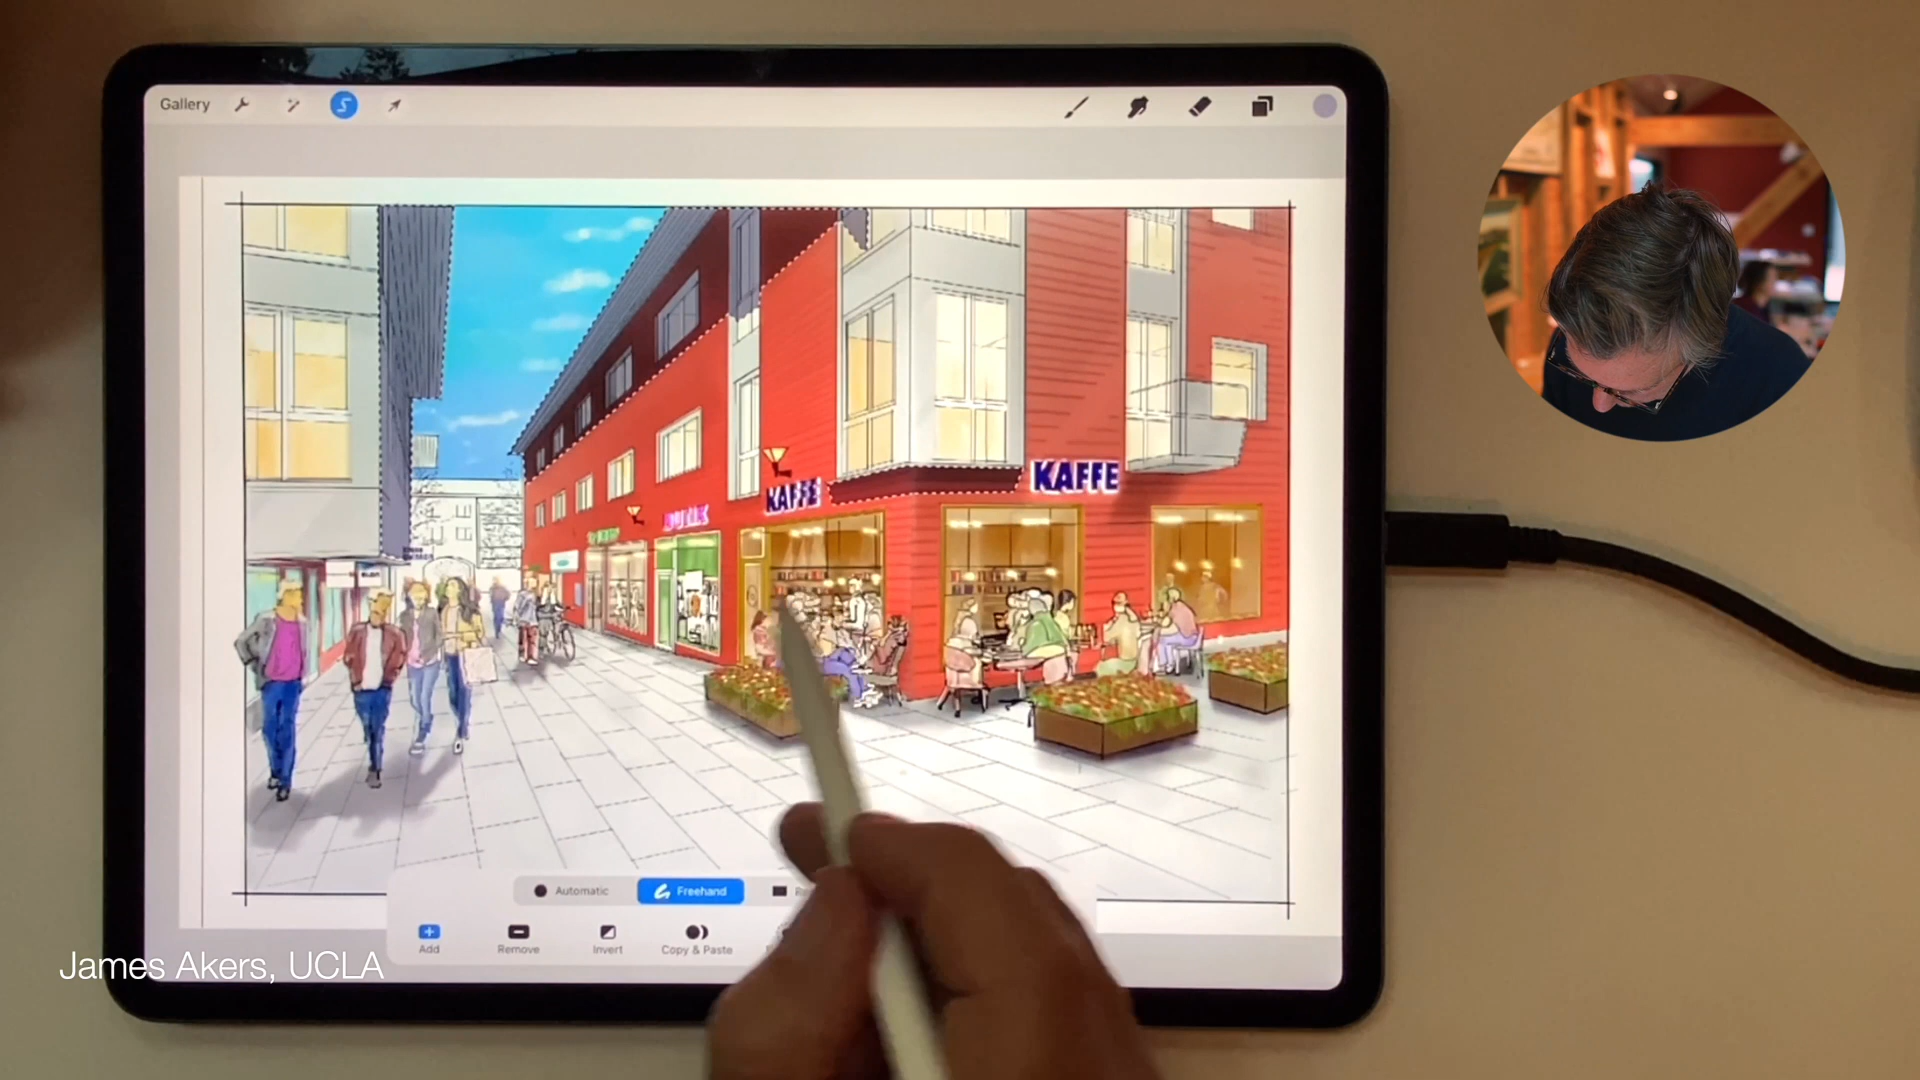 Gallery
KAFFE
KAFFE
Automatic
Freehand
Add
Remove
Invert
Copy & Paste
James Akers, UCLA